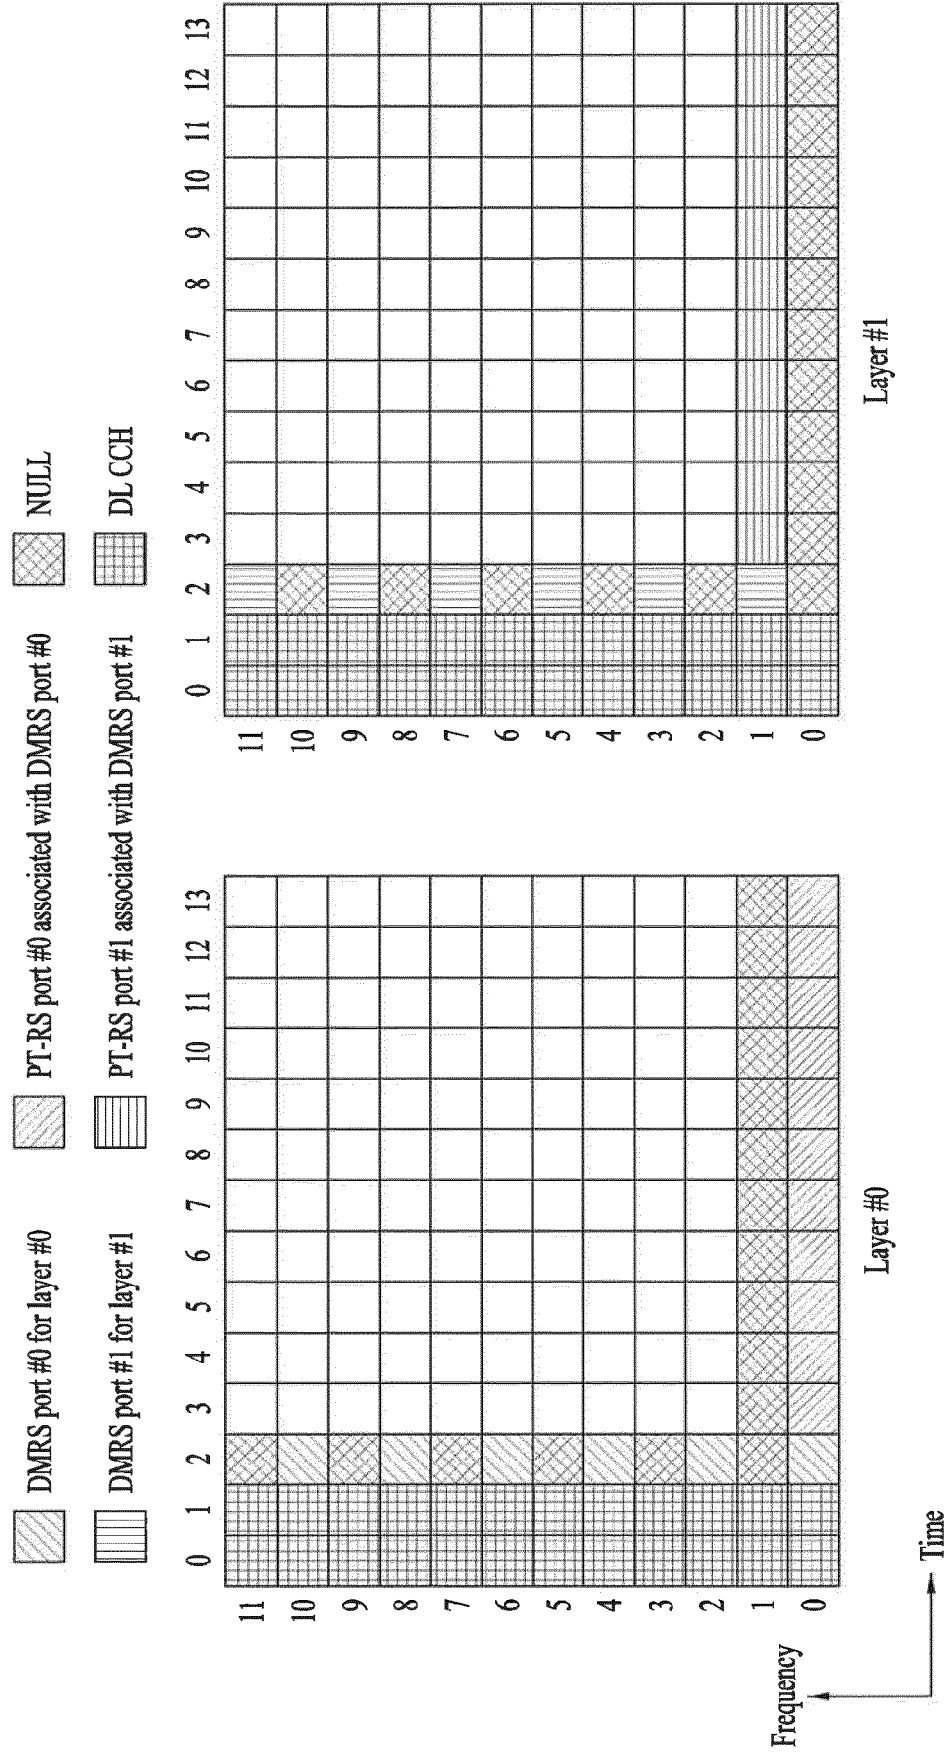 DMRS port #0 for layer #0
PT-RS port #0 associated with DMRS port #0
NULL
DMRS port #1 for layer #1
PT-RS port #1 associated with DMRS port #1
DL CCH
0 1 2 3 4 5 6 7 8 9 10 11 12 13
11
10
9
8
7
6
5
4
3
2
1
0
Layer #0
0 1 2 3 4 5 6 7 8 9 10 11 12 13
11
10
9
8
7
6
5
4
3
2
1
0
Layer #1
Frequency
Time